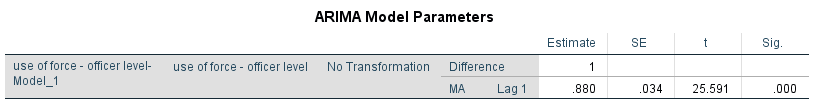 ARIMA Model Parameters
Estimate SE t Sig.
use of force - officer level-
Model_1 use of force - officer level No Transformation Difference 1
MA Lag 1 .880 .034 25.591 .000